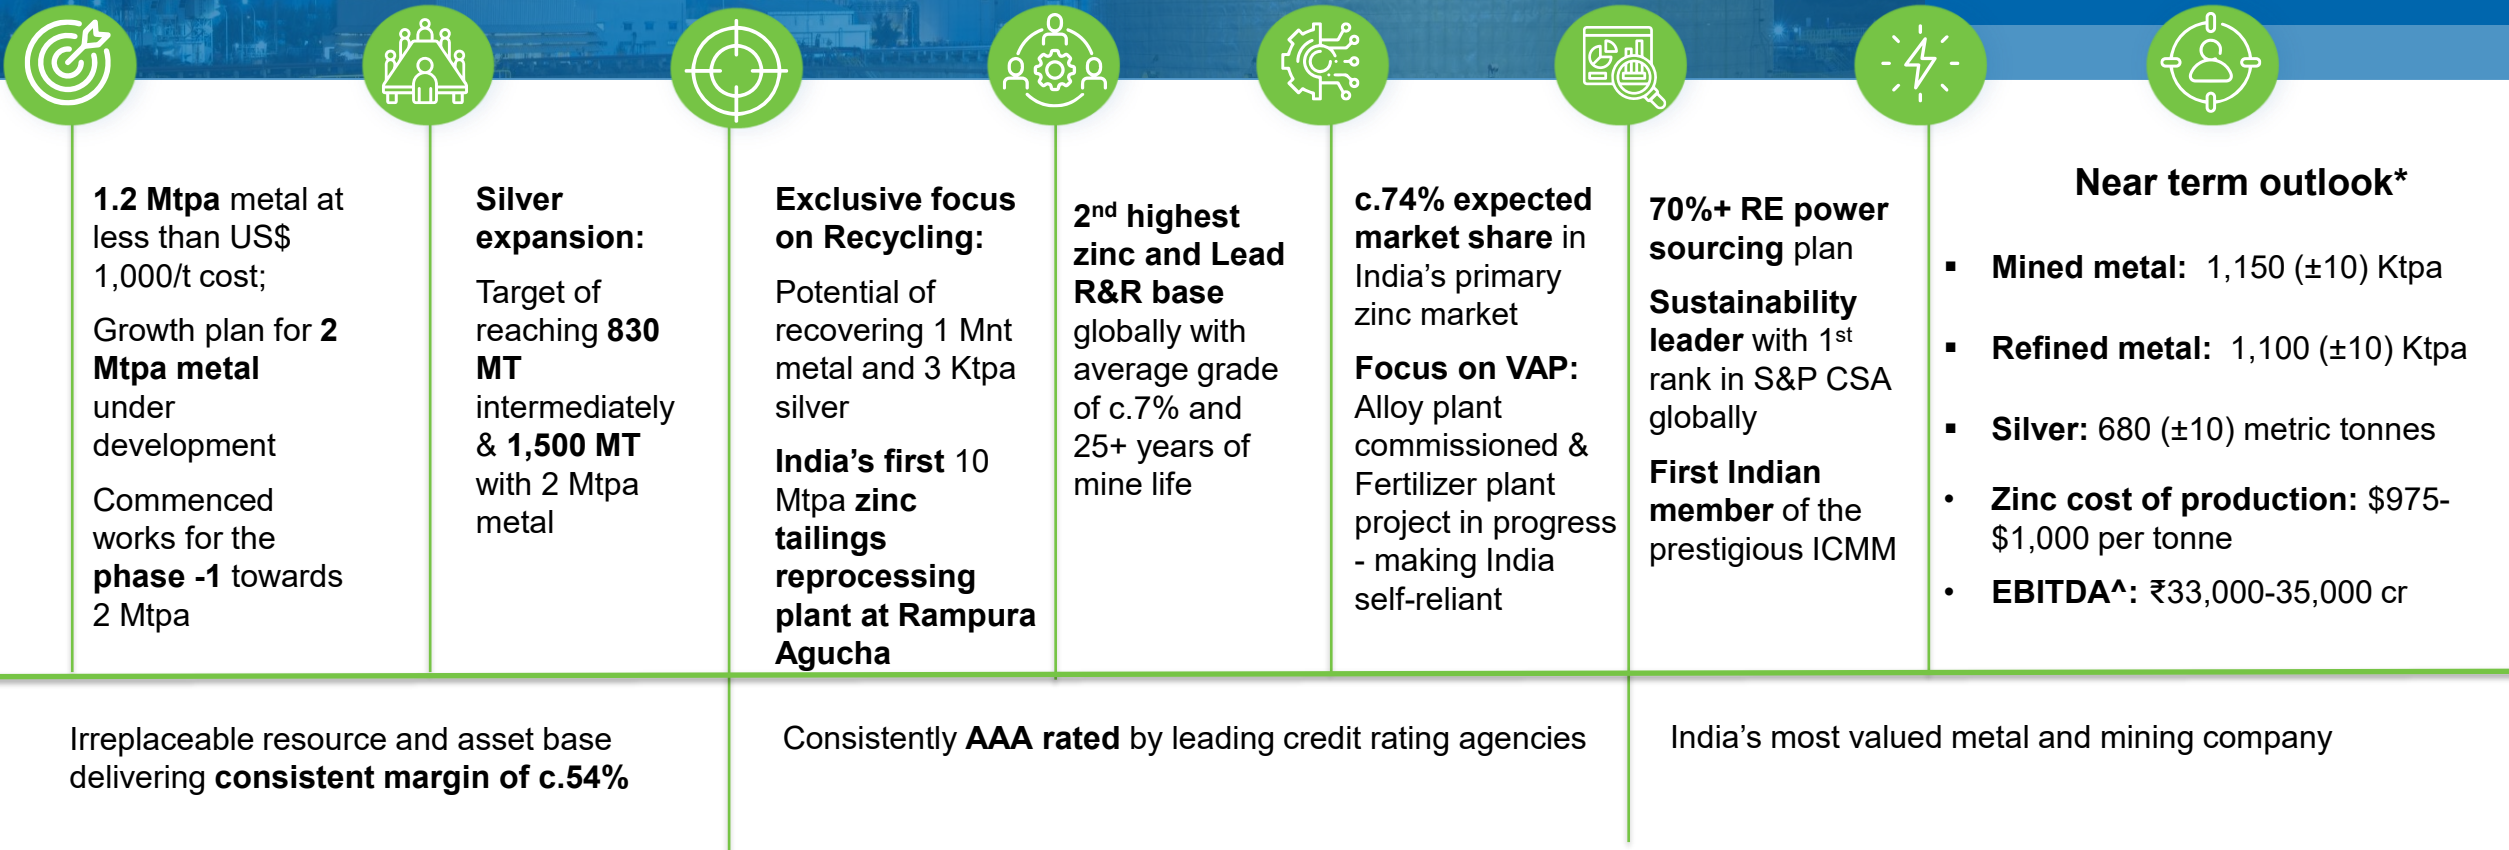 1.2 Mtpa metal at
less than US$
1,000/t cost;
Growth plan for 2
Mtpa metal
under
development
Commenced
works for the
phase -1 towards
2 Mtpa
Silver
expansion:
Target of
reaching 830
MT
intermediately
& 1,500 MT
with 2 Mtpa
metal
Exclusive focus
on Recycling:
Potential of
recovering 1 Mnt
metal and 3 Ktpa
silver
India’s first 10
Mtpa zinc
tailings
reprocessing
plant at Rampura
Agucha
2nd highest
zinc and Lead
R&R base
globally with
average grade
of c.7% and
25+ years of
mine life
c.74% expected
market share in
India’s primary
zinc market
Focus on VAP:
Alloy plant
commissioned &
Fertilizer plant
project in progress
- making India
self-reliant
70%+ RE power
sourcing plan
Sustainability
leader with 1st
rank in S&P CSA
globally
First Indian
member of the
prestigious ICMM
Near term outlook*
▪ Mined metal: 1,150 (±10) Ktpa
▪ Refined metal: 1,100 (±10) Ktpa
▪ Silver: 680 (±10) metric tonnes
• Zinc cost of production: $975-
$1,000 per tonne
• EBITDA^: ₹33,000-35,000 cr
Irreplaceable resource and asset base
delivering consistent margin of c.54%
Consistently AAA rated by leading credit rating agencies
India’s most valued metal and mining company